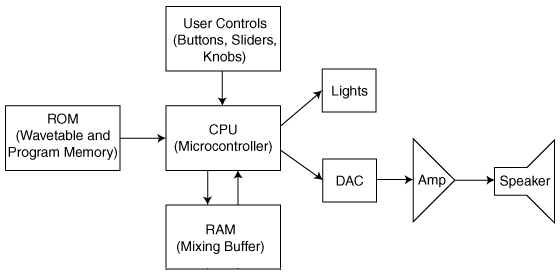 User Controls
(Buttons, Sliders,
Knobs)
Lights
ROM
(Wavetable and
Program Memory)
CPU
(Microcontroller)
DAC
Amp
Speaker
RAM
(Mixing Buffer)